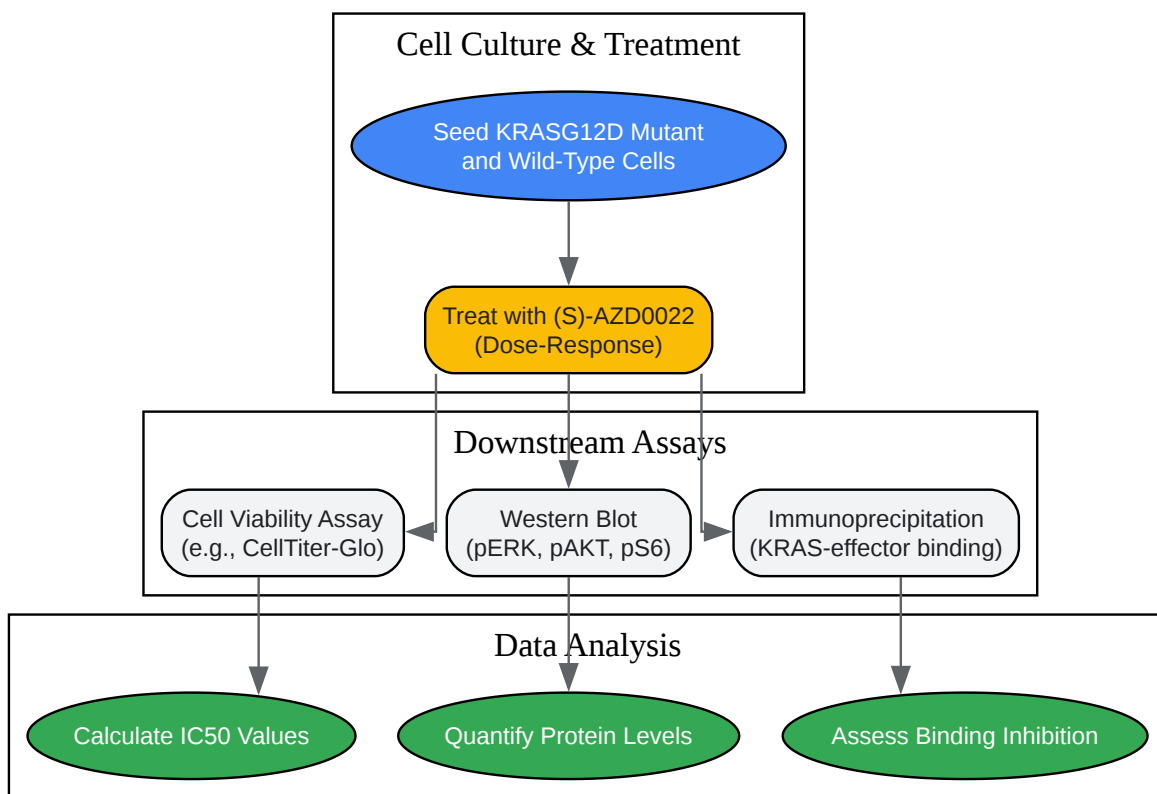 Cell Culture & Treatment
Seed KRASG12D Mutant
and Wild-Type Cells
Treat with (S)-AZD0022
(Dose-Response)
Downstream Assays
Cell Viability Assay
(e.g., CellTiter-Glo)
Western Blot
(pERK, pAKT, pS6)
Immunoprecipitation
(KRAS-effector binding)
Data Analysis
Calculate IC50 Values
Quantify Protein Levels
Assess Binding Inhibition